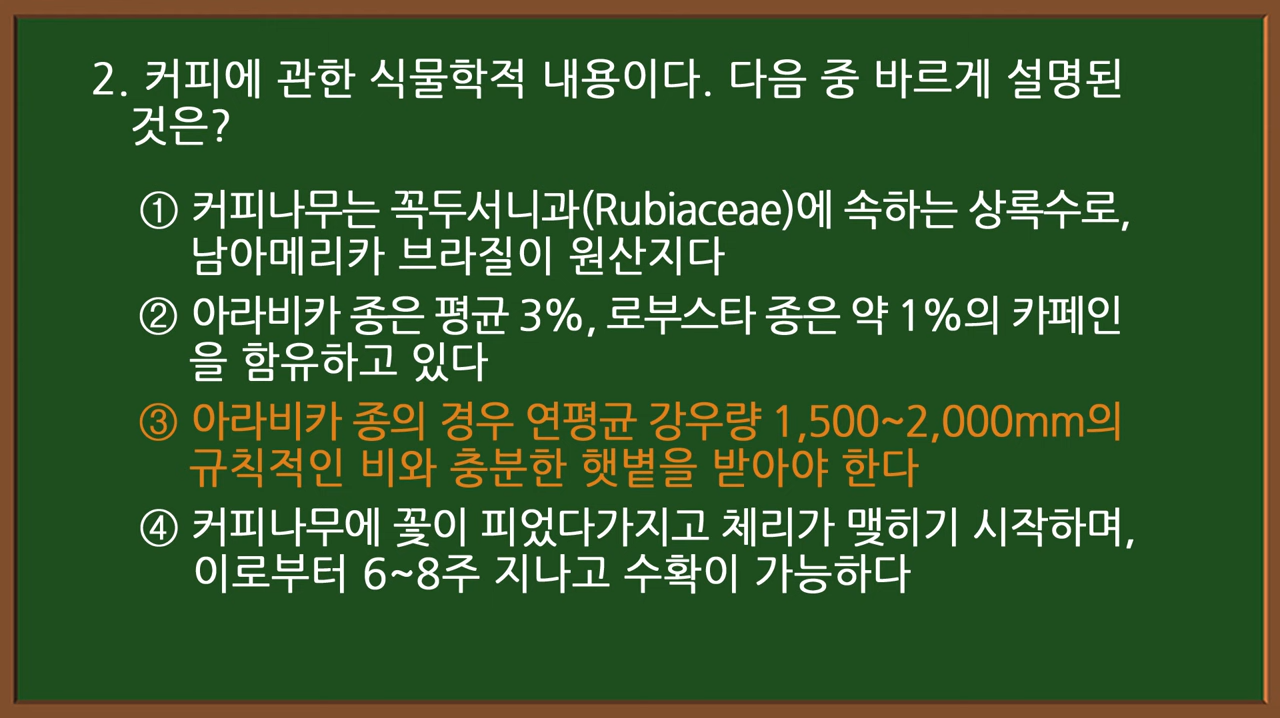 2. 커피에 관한 식물학적 내용이다. 다음 중 바르게 설명된
것은?
① 커피나무는 꼭두서니과(Rubiaceae)에 속하는 상록수로,
남아메리카 브라질이 원산지다
② 아라비카 종은 평균 3%, 로부스타 종은 약 1%의 카페인
을 함유하고 있다
③ 아라비카 종의 경우 연평균 강우량 1,500~2,000mm의
규칙적인 비와 충분한 햇볕을 받아야 한다
④ 커피나무에 꽃이 피었다가지고 체리가 맺히기 시작하며,
이로부터 6~8주 지나고 수확이 가능하다